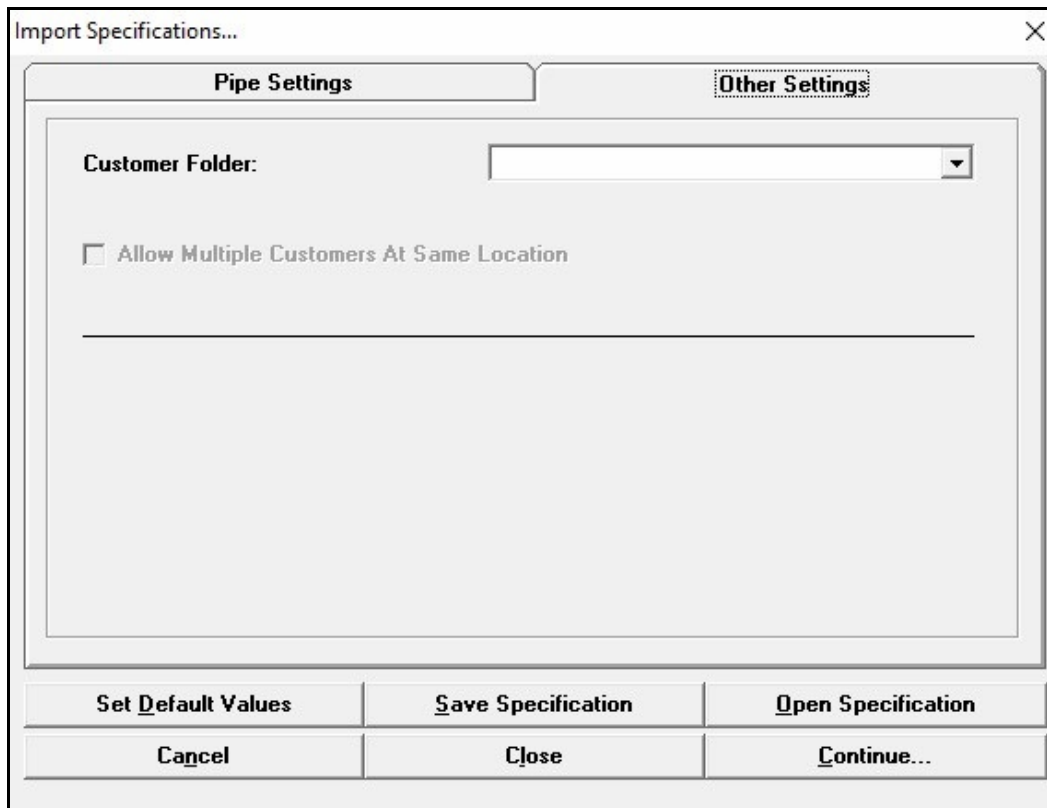 Import Specifications...
Pipe Settings Other Settings
Customer Folder:
Allow Multiple Customers At Same Location
Set Default Values Save Specification Open Specification
Cancel Close Continue...